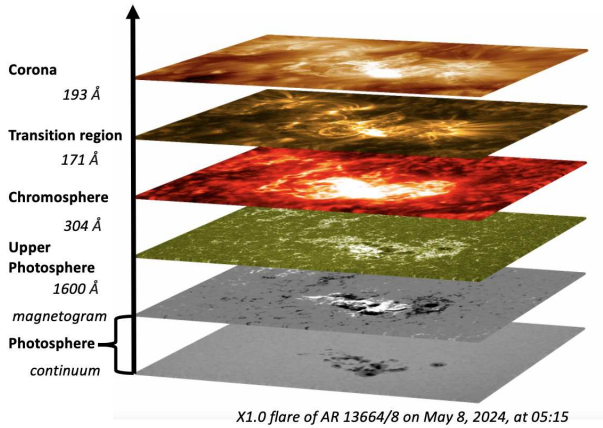 Corona
193 Å
Transition region
171 Å
Chromosphere
304 Å
Upper
Photosphere
1600 Å
magnetogram
Photosphere
continuum
X1.0 flare of AR 13664/8 on May 8, 2024, at 05:15